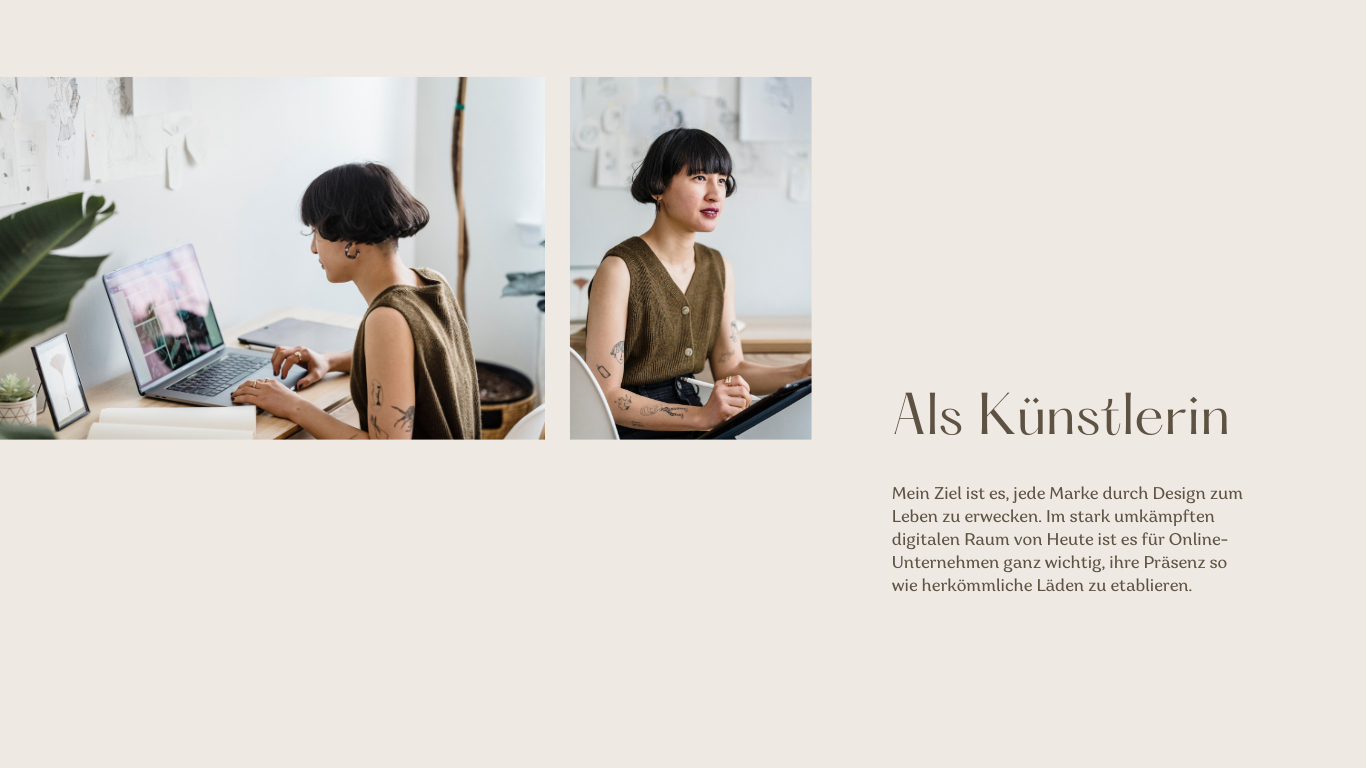 Als Künstlerin
Mein Ziel ist es, jede Marke durch Design zum
Leben zu erwecken. Im stark umkämpften
digitalen Raum von Heute ist es für Online-
Unternehmen ganz wichtig, ihre Präsenz so
wie herkömmliche Läden zu etablieren.